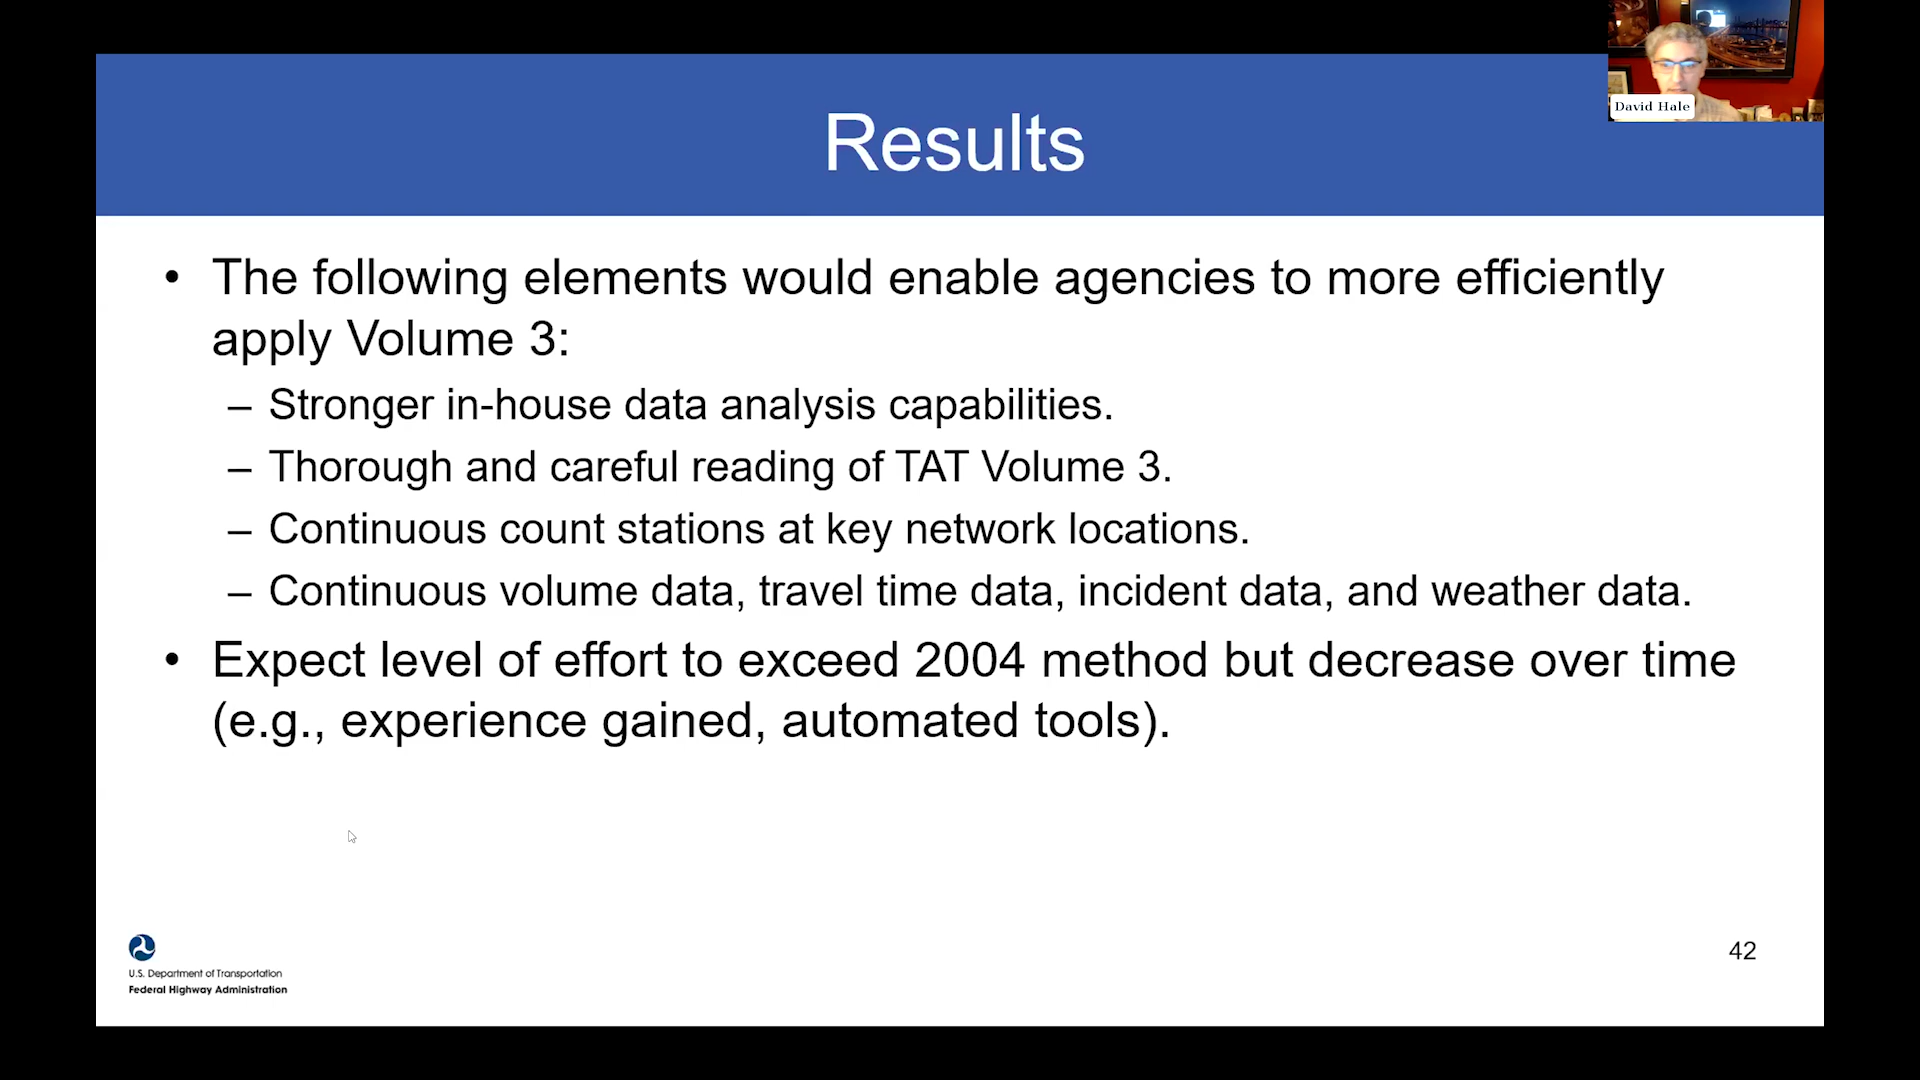 David Hale
Results
• The following elements would enable agencies to more efficiently
apply Volume 3:
– Stronger in-house data analysis capabilities.
– Thorough and careful reading of TAT Volume 3.
– Continuous count stations at key network locations.
– Continuous volume data, travel time data, incident data, and weather data.
• Expect level of effort to exceed 2004 method but decrease over time
(e.g., experience gained, automated tools).
U.S. Department of Transportation
Federal Highway Administration
42